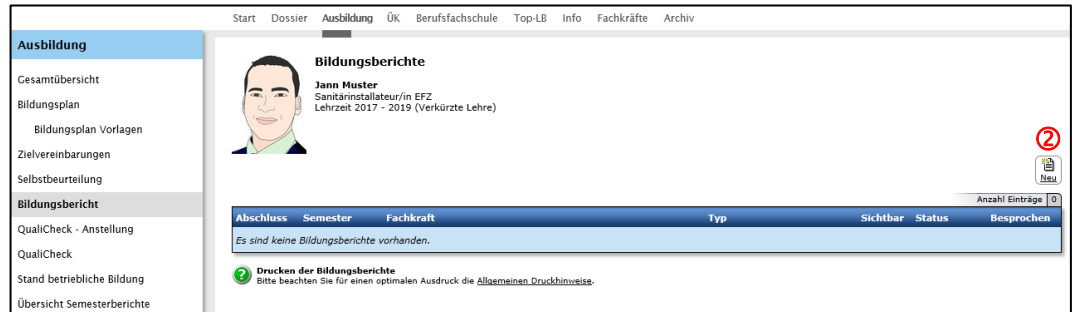 Start Dossier Ausbildung ÜK Berufsfachschule Top-LB Info Fachkräfte Archiv
Ausbildung
Gesamtübersicht
Bildungsplan
Bildungsplan Vorlagen
Zielvereinbarungen
Selbstbeurteilung
Bildungsbericht
QualiCheck - Anstellung
QualiCheck
Stand betriebliche Bildung
Übersicht Semesterberichte
Bildungsberichte
Jann Muster
Sanitärinstallateur/in EFZ
Lehrzeit 2017 - 2019 (Verkürzte Lehre)
2
Neu
Anzahl Einträge 0
Abschluss Semester Fachkraft Typ Sichtbar Status Besprochen
Es sind keine Bildungsberichte vorhanden.
Drucken der Bildungsberichte
Bitte beachten Sie für einen optimalen Ausdruck die Allgemeinen Druckhinweise.